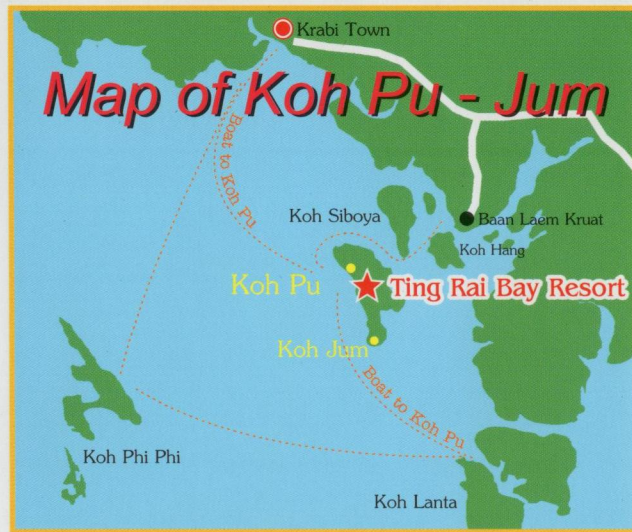 Krabi Town
Map of Koh Pu - Jum
Boat to Koh Pu
Koh Siboya
Baan Laem Kruat
Koh Hang
Koh Pu
Ting Rai Bay Resort
Koh Jum
Boat to Koh Pu
Koh Phi Phi
Koh Lanta